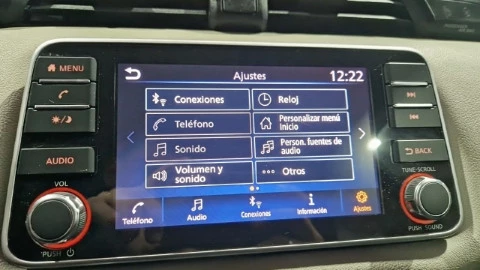 MENU
AUDIO
VOL
PUSH
Ajustes
12:22
Conexiones
Reloj
Teléfono
Personalizar menú
Inicio
Sonido
Person. fuentes de
audio
Volumen y
sonido
Otros
Teléfono
Audio
Conexiones
Información
Ajustes
BACK
TUNE·SCROLL
PUSH SOUND